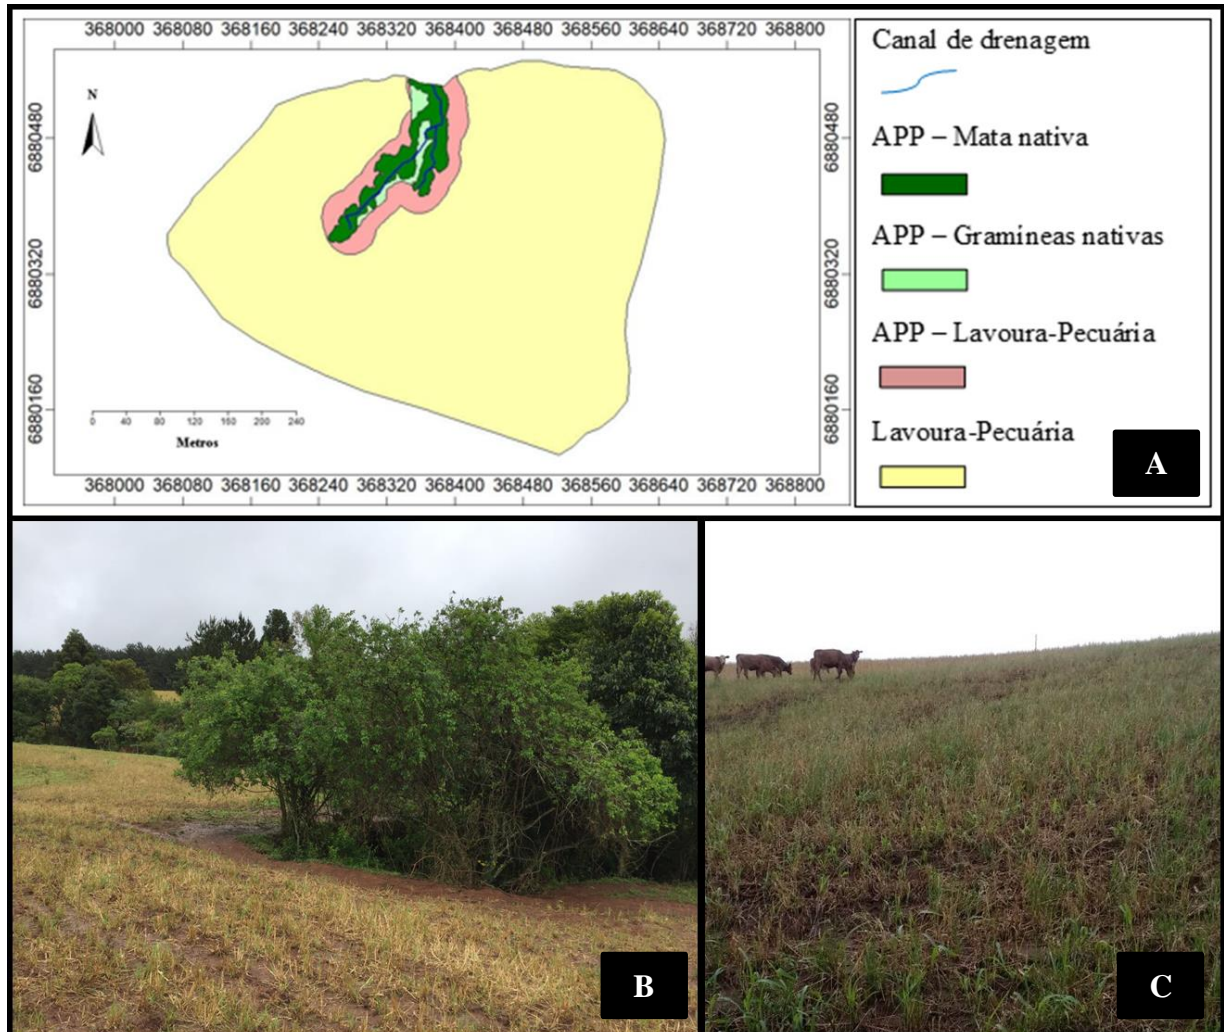 368000 368080 368160 368240 368320 368400 368480 368560 368640 368720 368800
N
6880480
6880320
6880160
6880480
6880320
6880160
0 40 80 120 160 200 240
Metros
368000 368080 368160 368240 368320 368400 368480 368560 368640 368720 368800
Canal de drenagem
APP – Mata nativa
APP – Gramíneas nativas
APP – Lavoura-Pecuária
Lavoura-Pecuária
A
B
C